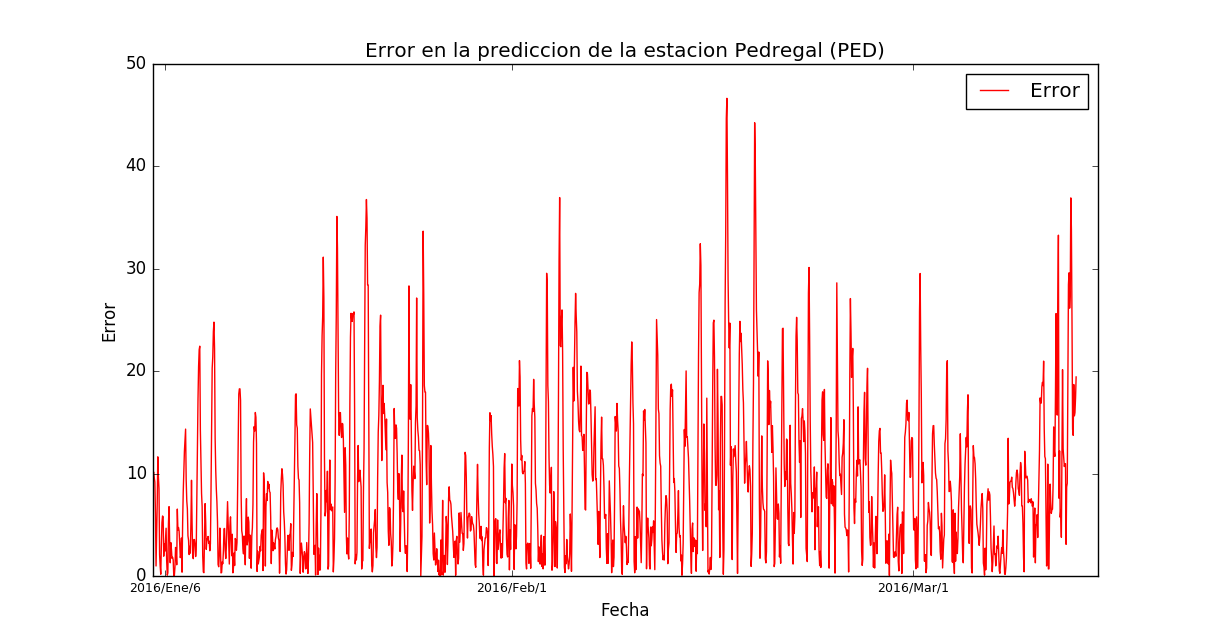 Error en la prediccion de la estacion Pedregal (PED)
50
Error
40
30
20
10
0
Error
2016/Ene/6
2016/Feb/1
2016/Mar/1
Fecha